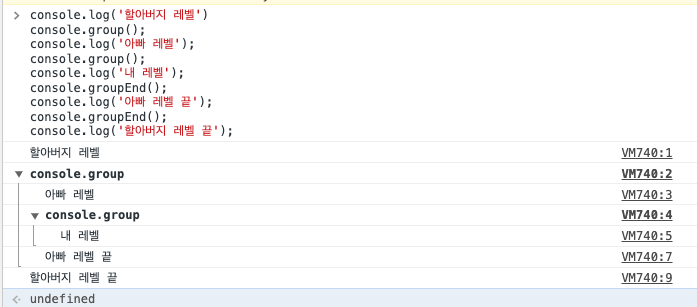 console.log('할아버지 레벨')
console.group();
console.log('아빠 레벨');
console.group();
console.log('내 레벨');
console.groupEnd();
console.log('아빠 레벨 끝');
console.groupEnd();
console.log('할아버지 레벨 끝');
할아버지 레벨 VM740:1
console.group VM740:2
아빠 레벨 VM740:3
console.group VM740:4
내 레벨 VM740:5
아빠 레벨 끝 VM740:7
할아버지 레벨 끝 VM740:9
undefined